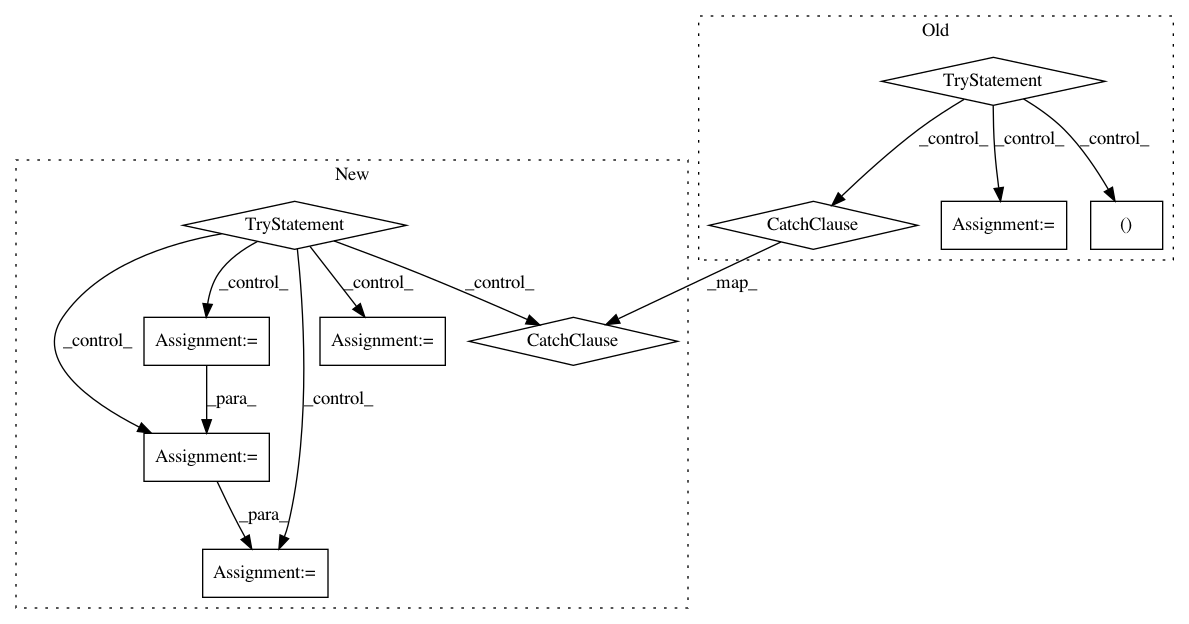 Old
TryStatement
_control_ _control_ _control_
New
TryStatement
CatchClause Assignment:= ()
_control_ _control_ _control_ _map_
_control_ Assignment:= Assignment:= CatchClause
_para_ _control_
Assignment:=
_para_
Assignment:=